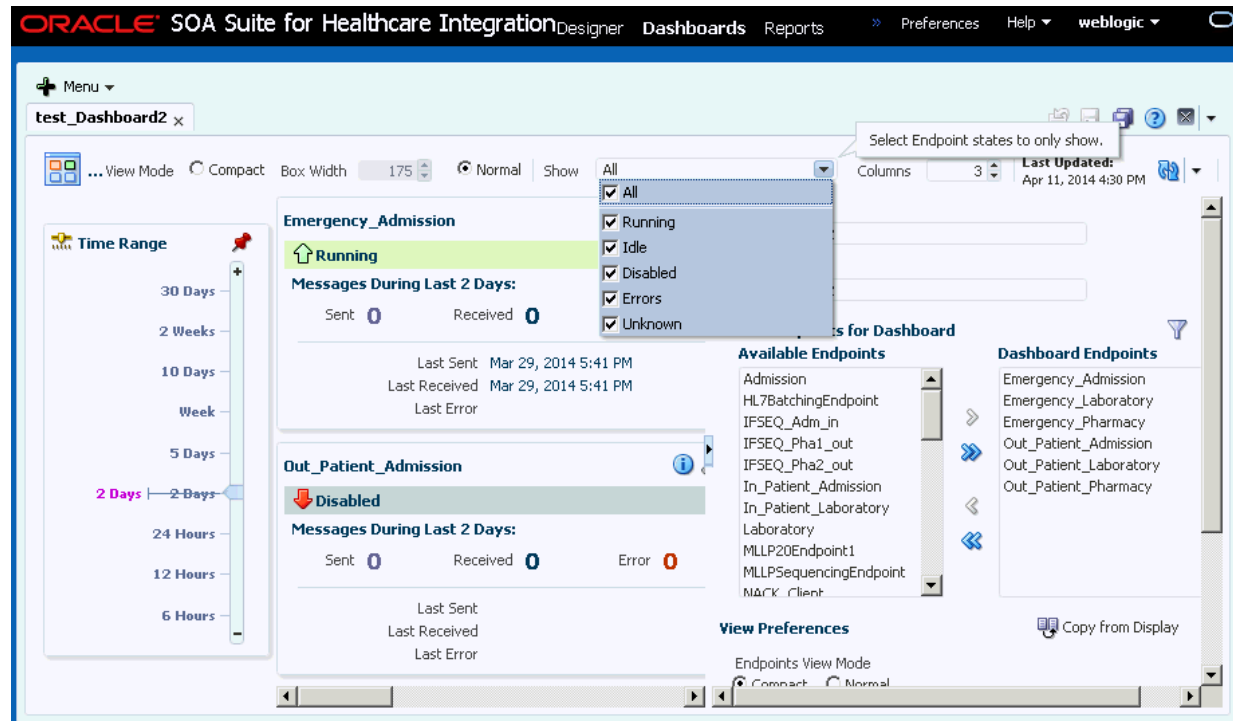 ORACLE SOA Suite for Healthcare Integration Designer Dashboards Reports » Preferences Help weblogic
Menu
test_Dashboard2 x
Select Endpoint states to only show.
... View Mode Compact Box Width 175 Normal Show All Columns 3 Last Updated:
Apr 11, 2014 4:30 PM
All
Running
Idle
Disabled
Errors
Unknown
Time Range
30 Days
2 Weeks
10 Days
Week
5 Days
2 Days 2 Days
24 Hours
12 Hours
6 Hours
Emergency_Admission
Running
Messages During Last 2 Days:
Sent 0 Received 0
Last Sent Mar 29, 2014 5:41 PM
Last Received Mar 29, 2014 5:41 PM
Last Error
Out_Patient_Admission
Disabled
Messages During Last 2 Days:
Sent 0 Received 0 Error 0
Last Sent
Last Received
Last Error
for Dashboard
Available Endpoints
Admission
HL7BatchingEndpoint
IFSEQ_Adm_in
IFSEQ_Pha1_out
IFSEQ_Pha2_out
In_Patient_Admission
In_Patient_Laboratory
Laboratory
MLLP20Endpoint1
MLLPSequencingEndpoint
NACK_Client
Dashboard Endpoints
Emergency_Admission
Emergency_Laboratory
Emergency_Pharmacy
Out_Patient_Admission
Out_Patient_Laboratory
Out_Patient_Pharmacy
View Preferences
Copy from Display
Endpoints View Mode
Compact Normal